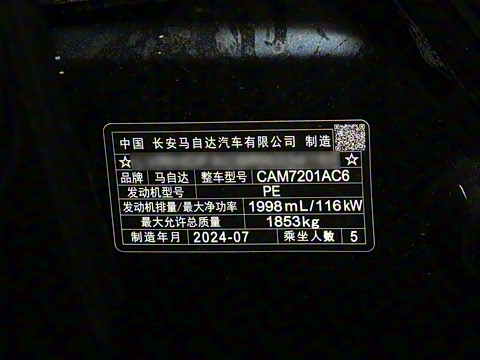 中国 长安马自达汽车有限公司 制造
☆ ☆
品牌 马自达 整车型号 CAM7201AC6
发动机型号 PE
发动机排量/最大净功率 1998mL/116kW
最大允许总质量 1853kg
制造年月 2024-07 乘坐人数 5